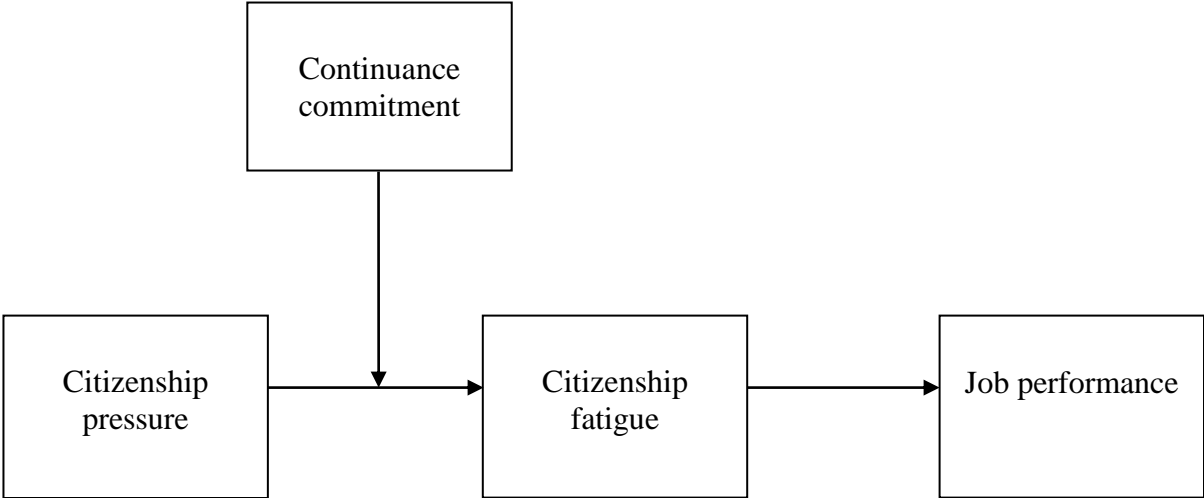 Continuance
commitment
Citizenship
pressure
Citizenship
fatigue
Job performance